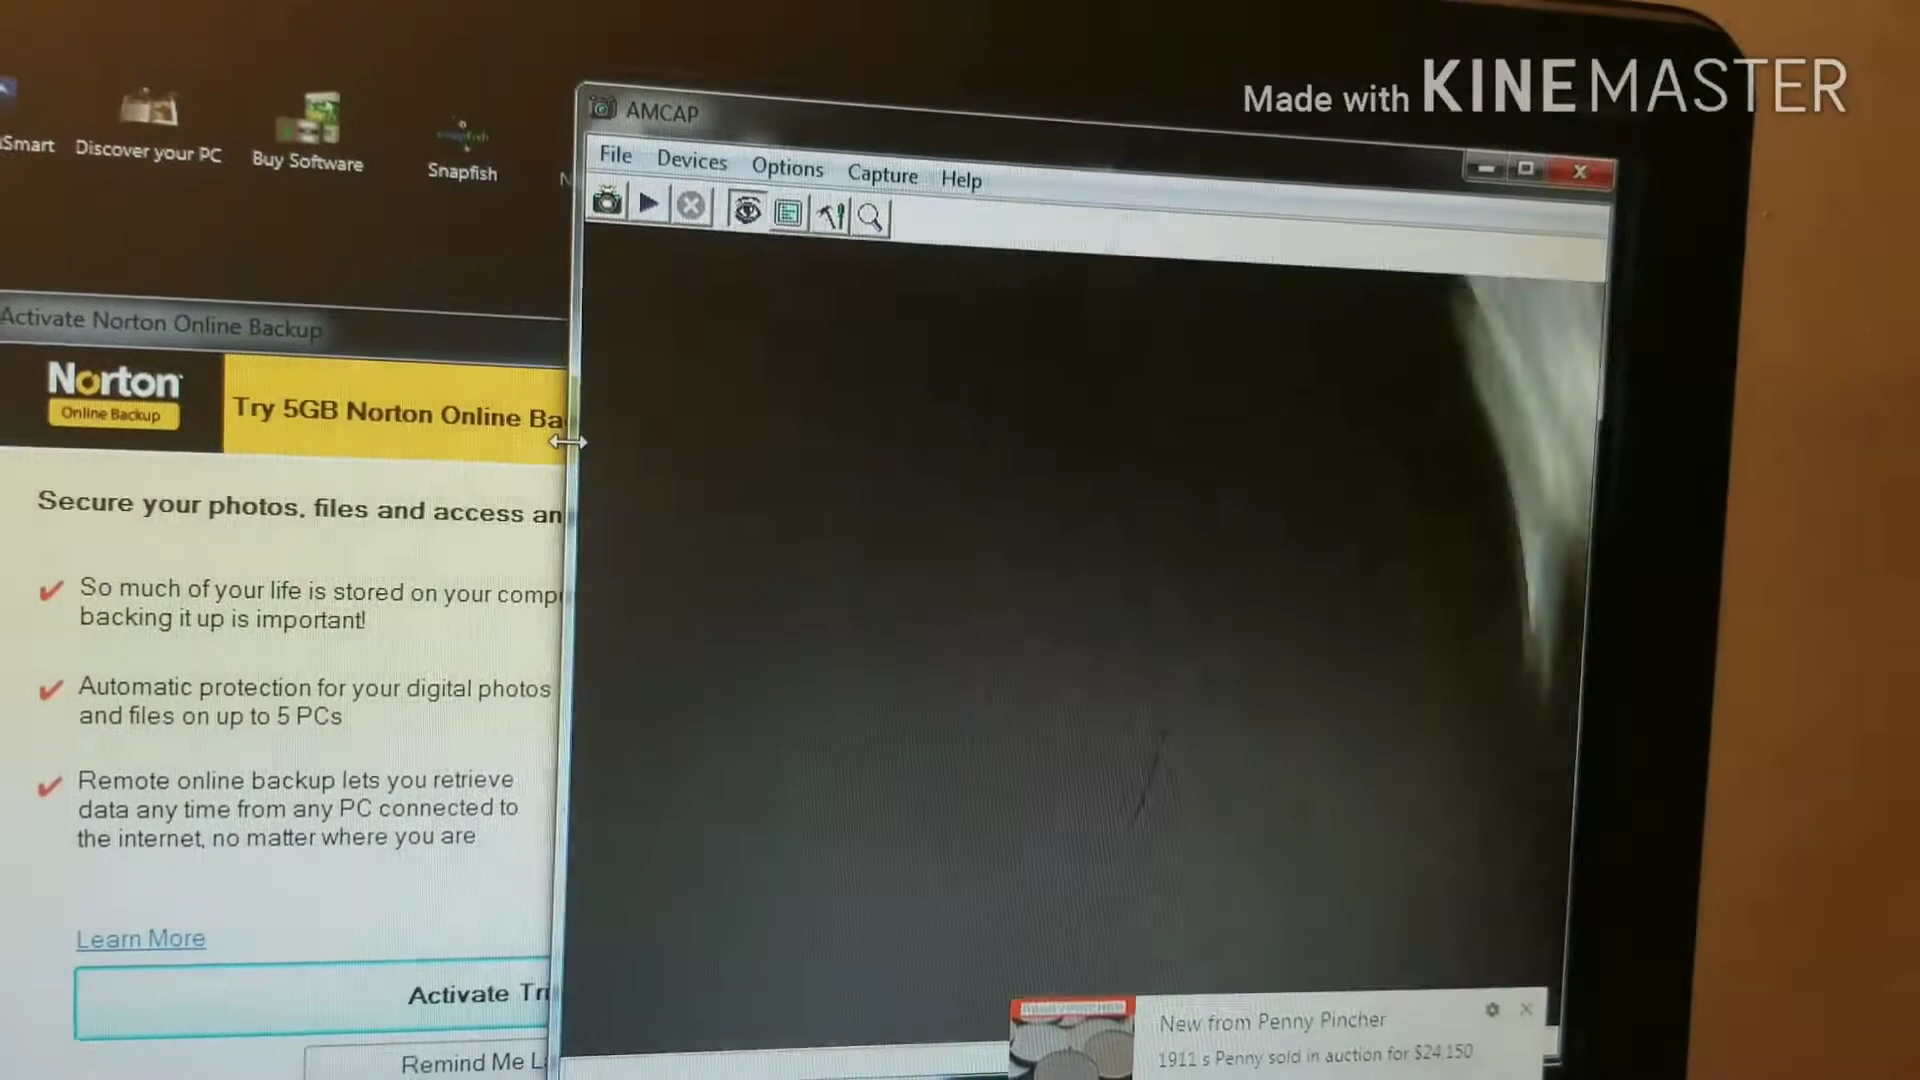 Made with KINEMASTER
Smart
Discover your PC
Buy Software
Snapfish
AMCAP
File Devices Options Capture Help
Activate Norton Online Backup
Norton
Online Backup
Try 5GB Norton Online Ba
Secure your photos. files and access an
So much of your life is stored on your comp
backing it up is important!
Automatic protection for your digital photos
and files on up to 5 PCs
Remote online backup lets you retrieve
data any time from any PC connected to
the internet, no matter where you are
Learn More
Activate Tri
Remind Me L
New from Penny Pincher
1911 s Penny sold in auction for $24,150